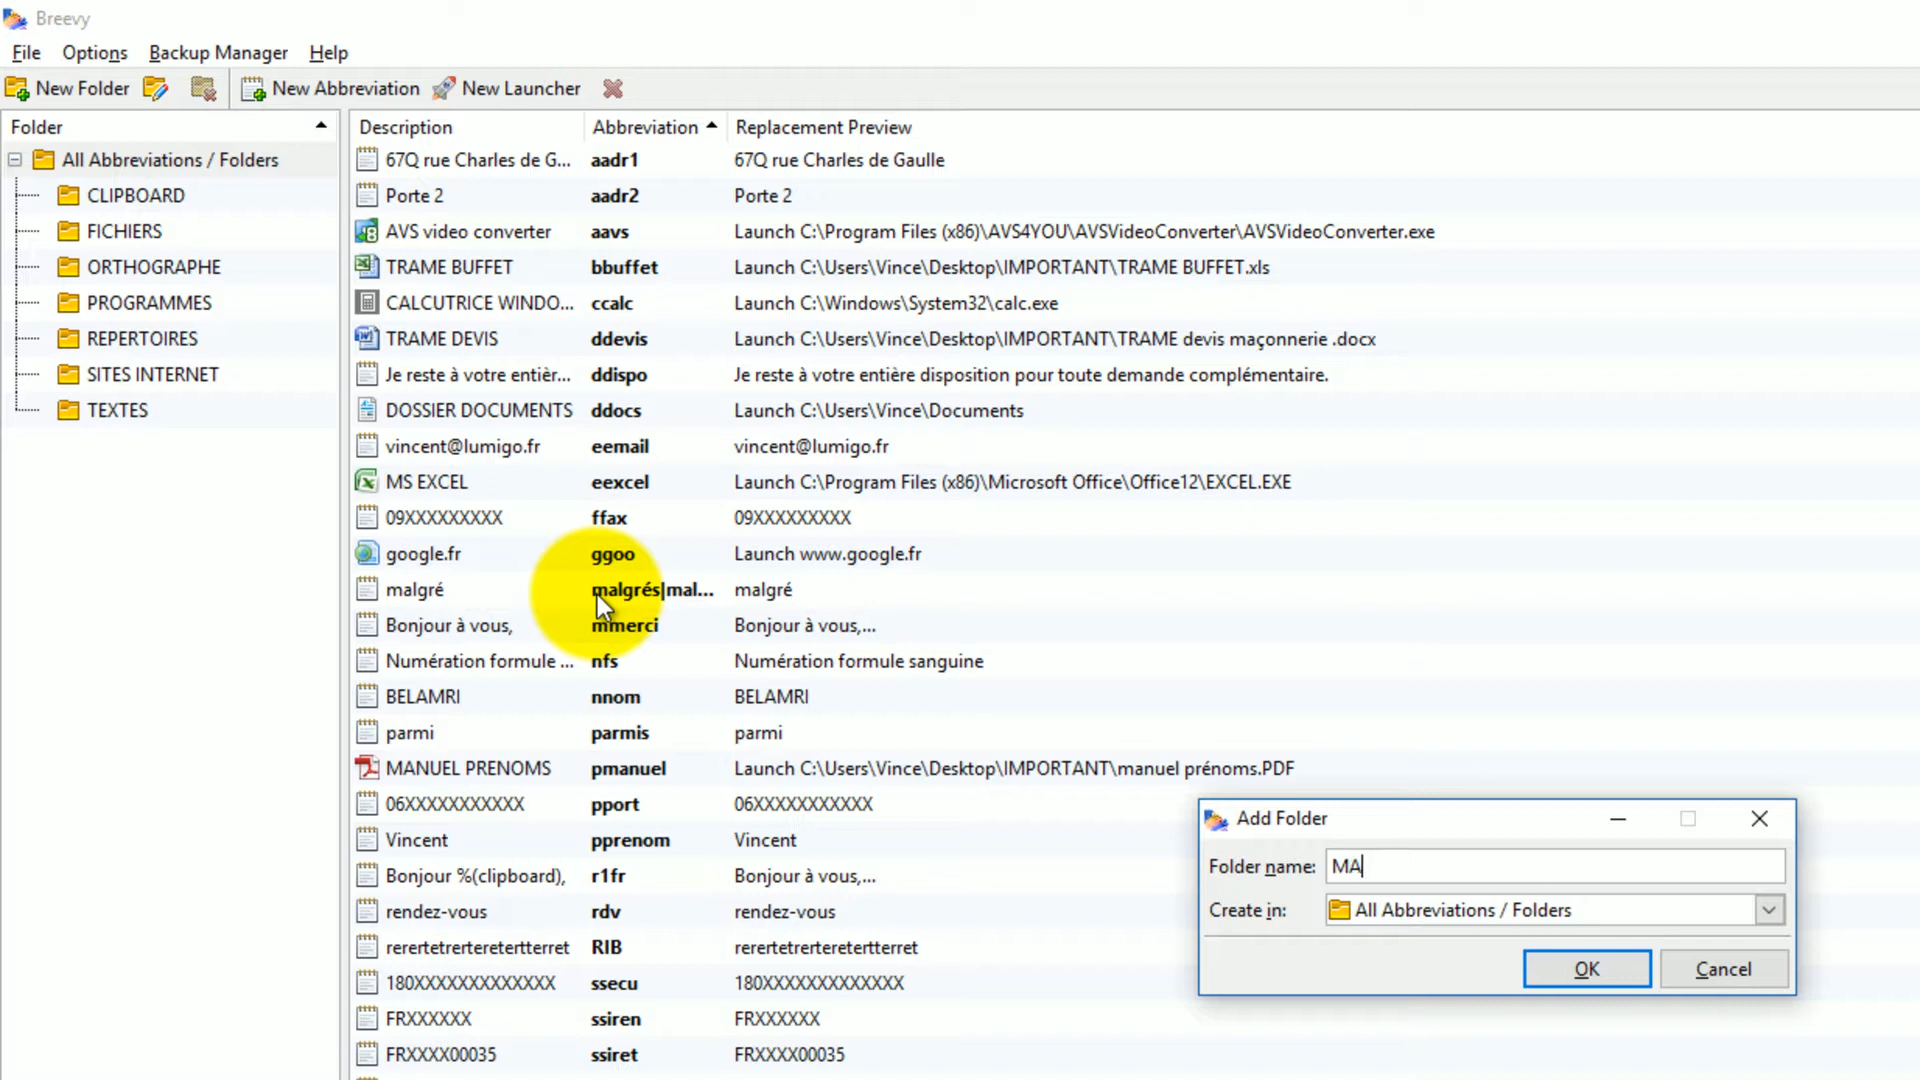 Breevy
File Options Backup Manager Help
New Folder New Abbreviation New Launcher
Folder Description Abbreviation Replacement Preview
All Abbreviations / Folders
CLIPBOARD
FICHIERS
ORTHOGRAPHE
PROGRAMMES
REPERTOIRES
SITES INTERNET
TEXTES
67Q rue Charles de G... aadr1 67Q rue Charles de Gaulle
Porte 2 aadr2 Porte 2
AVS video converter aavs Launch C:\Program Files (x86)\AVS4YOU\AVSVideoConverter\AVSVideoConverter.exe
TRAME BUFFET bbuffet Launch C:\Users\Vince\Desktop\IMPORTANT\TRAME BUFFET.xls
CALCUTRICE WINDO... ccalc Launch C:\Windows\System32\calc.exe
TRAME DEVIS ddevis Launch C:\Users\Vince\Desktop\IMPORTANT\TRAME devis maçonnerie .docx
Je reste à votre entièr... ddispo Je reste à votre entière disposition pour toute demande complémentaire.
DOSSIER DOCUMENTS ddocs Launch C:\Users\Vince\Documents
vincent@lumigo.fr eemail vincent@lumigo.fr
MS EXCEL eexcel Launch C:\Program Files (x86)\Microsoft Office\Office12\EXCEL.EXE
09XXXXXXXXX ffax 09XXXXXXXXX
google.fr ggoo Launch www.google.fr
malgré malgrés|mal... malgré
Bonjour à vous, mmerci Bonjour à vous,...
Numération formule ... nfs Numération formule sanguine
BELAMRI nnom BELAMRI
parmi parmis parmi
MANUEL PRENOMS pmanuel Launch C:\Users\Vince\Desktop\IMPORTANT\manuel prénoms.PDF
06XXXXXXXXXXX pport 06XXXXXXXXXXX
Vincent pprenom Vincent
Bonjour %(clipboard), r1fr Bonjour à vous,...
rendez-vous rdv rendez-vous
rerertetrertereterttterret RIB rerertetrertereterttterret
180XXXXXXXXXXXXX ssecu 180XXXXXXXXXXXXX
FRXXXXXX ssiren FRXXXXXX
FRXXXX00035 ssiret FRXXXX00035
Add Folder
Folder name: MA
Create in: All Abbreviations / Folders
OK Cancel